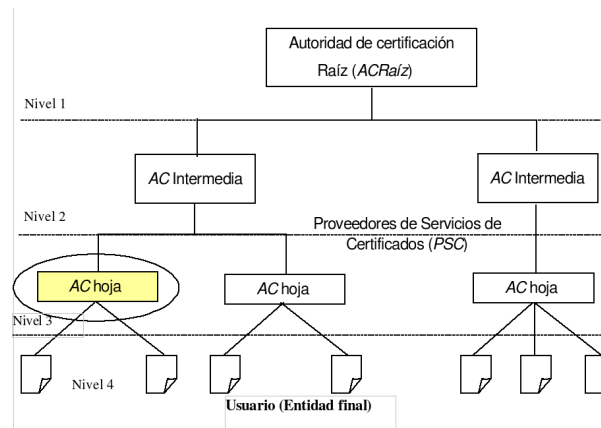 Autoridad de certificación
Raíz (ACRaíz)
Nivel 1
AC Intermedia
AC Intermedia
Nivel 2
Proveedores de Servicios de
Certificados (PSC)
AC hoja
AC hoja
AC hoja
Nivel 3
Nivel 4
Usuario (Entidad final)